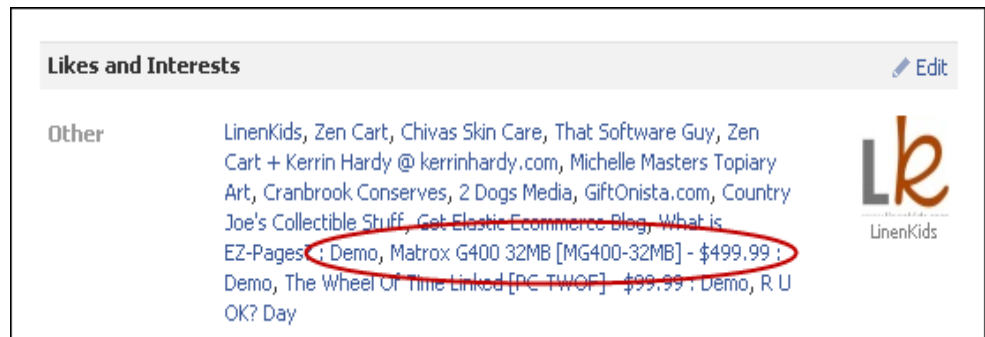 Likes and Interests
Edit
Other
LinenKids, Zen Cart, Chivas Skin Care, That Software Guy, Zen
Cart + Kerrin Hardy @ kerrinhardy.com, Michelle Masters Topiary
Art, Cranbrook Conserves, 2 Dogs Media, GiftOnista.com, Country
Joe's Collectible Stuff, Get Elastic Ecommerce Blog, What is
EZ-Pages? : Demo, Matrox G400 32MB [MG400-32MB] - $499.99 :
Demo, The Wheel Of Time Linked [PC-TWOF] - $99.99 : Demo, R U
OK? Day
Lk
LinenKids